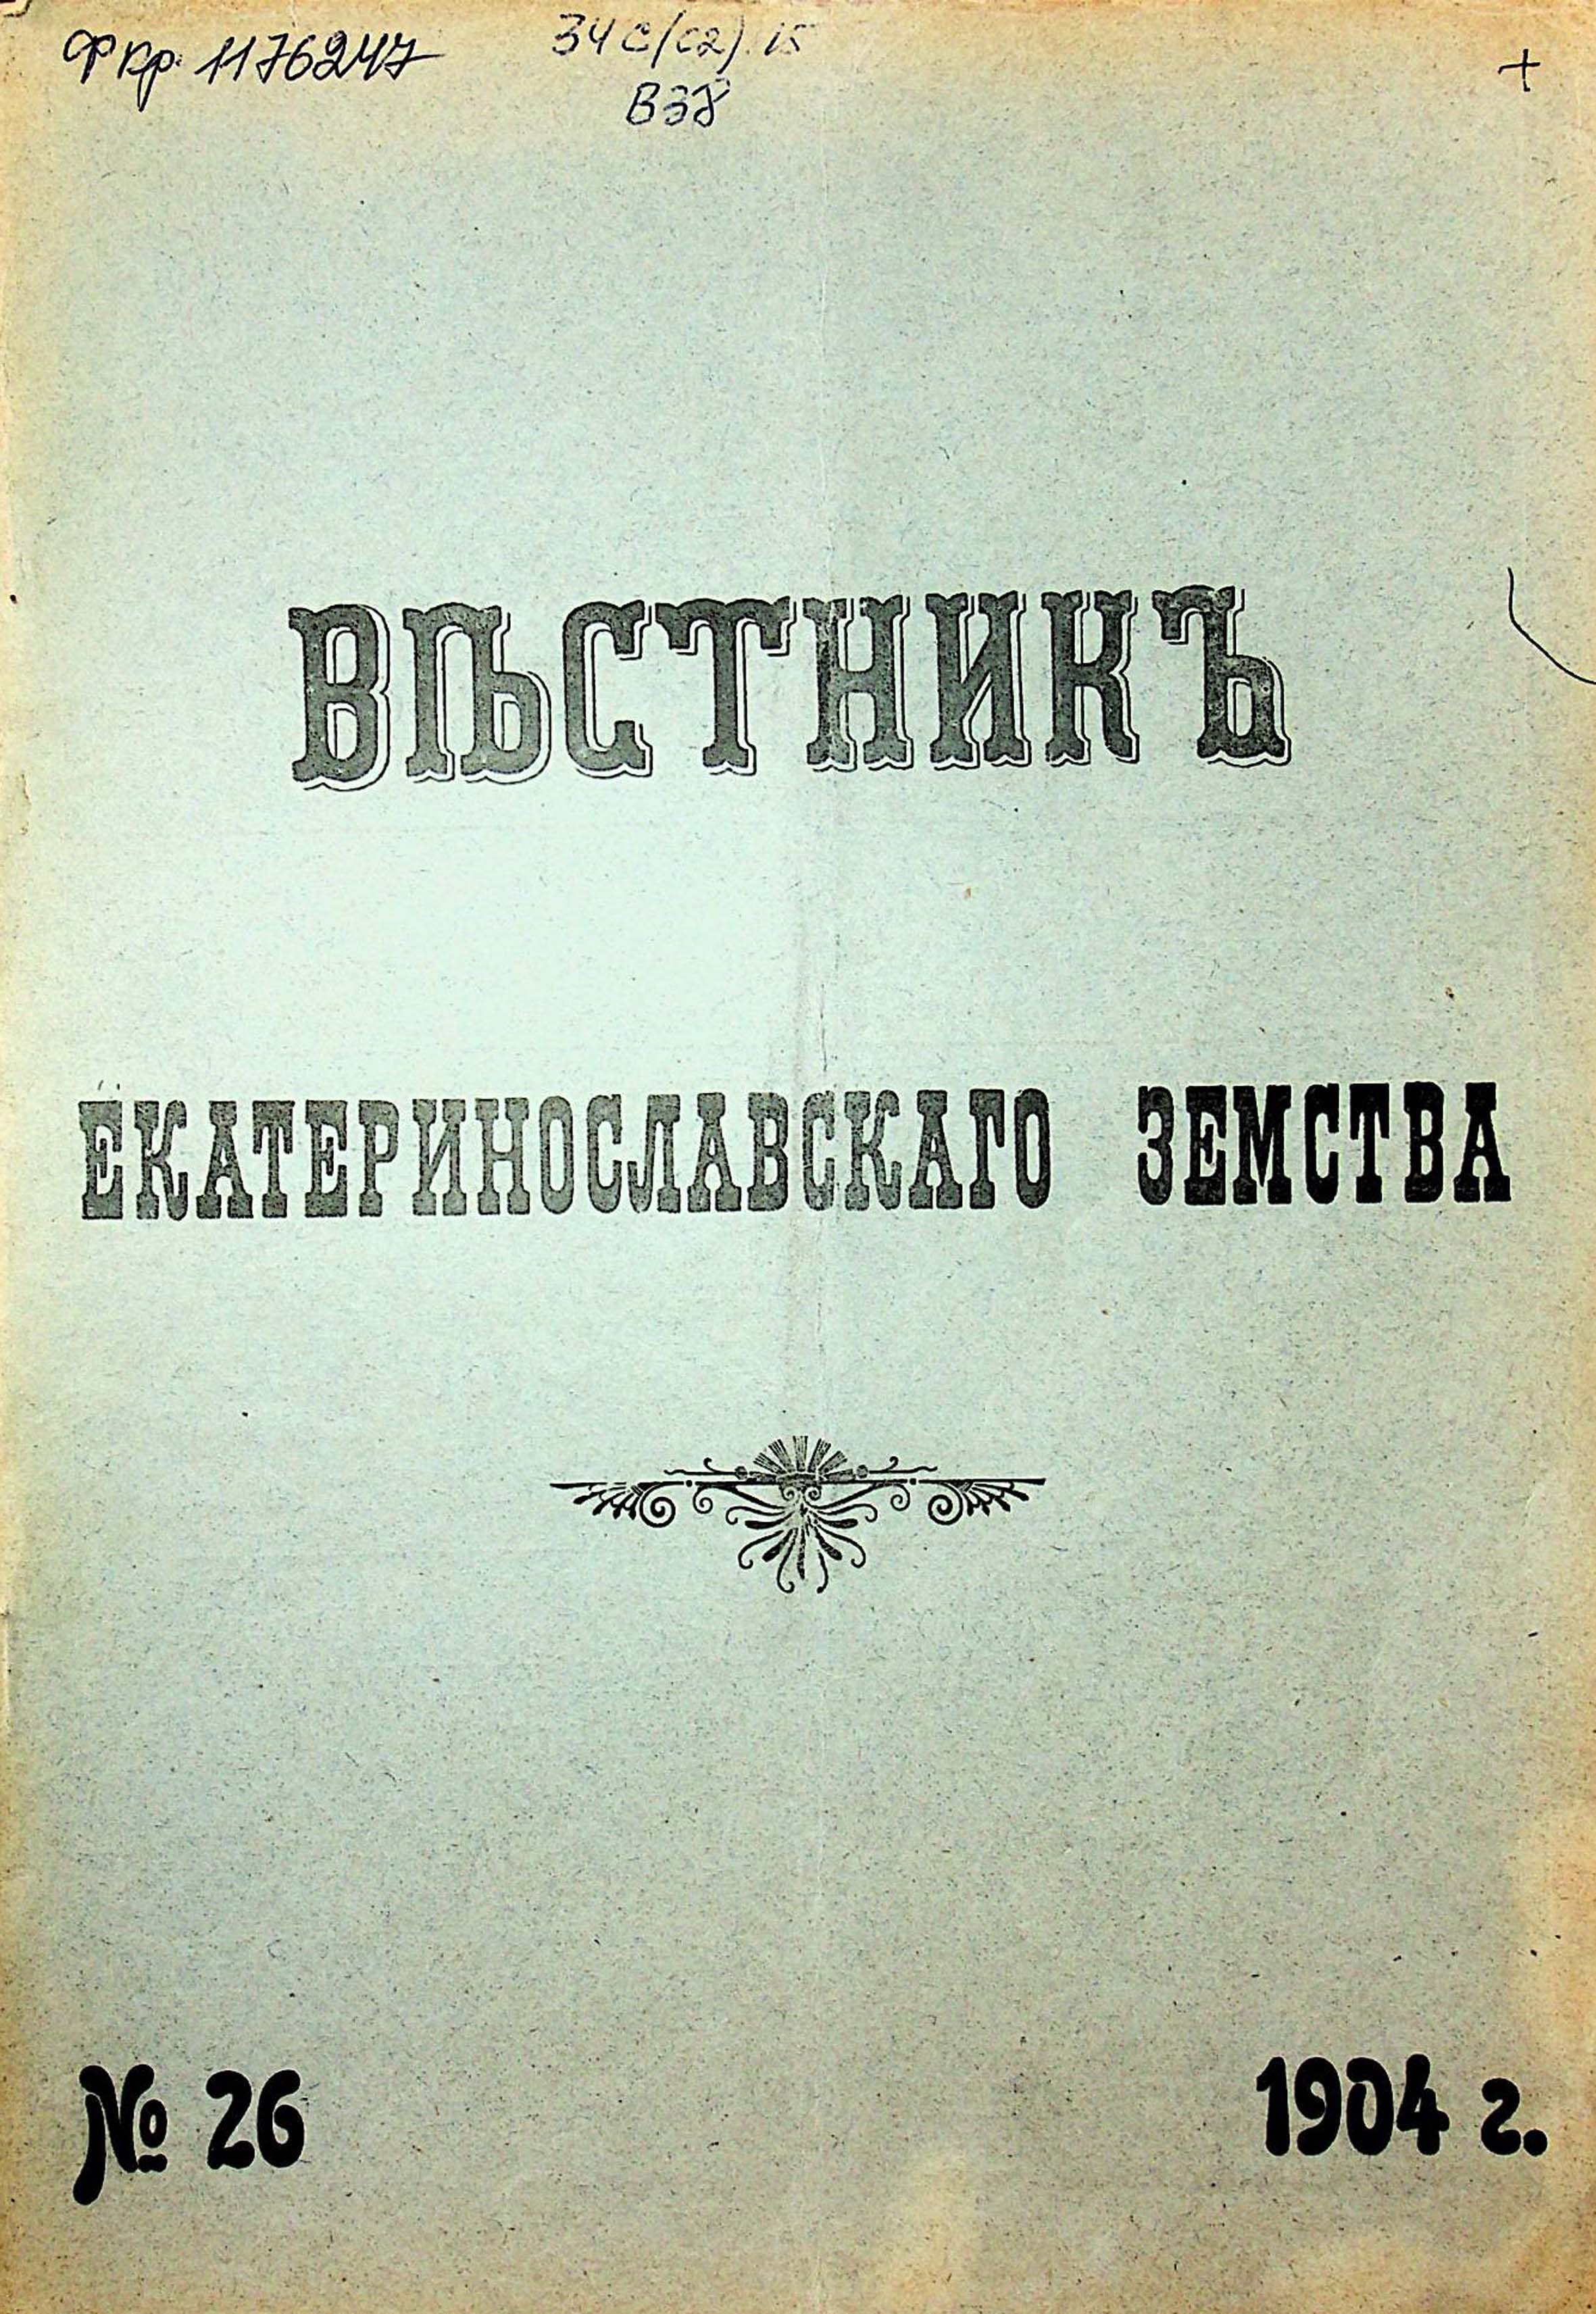 Фкр. 1176247
34С(С2).15
В38
ВѢСТНИКЪ
ЕКАТЕРИНОСЛАВСКАГО ЗЕМСТВА
№ 26
1904 г.